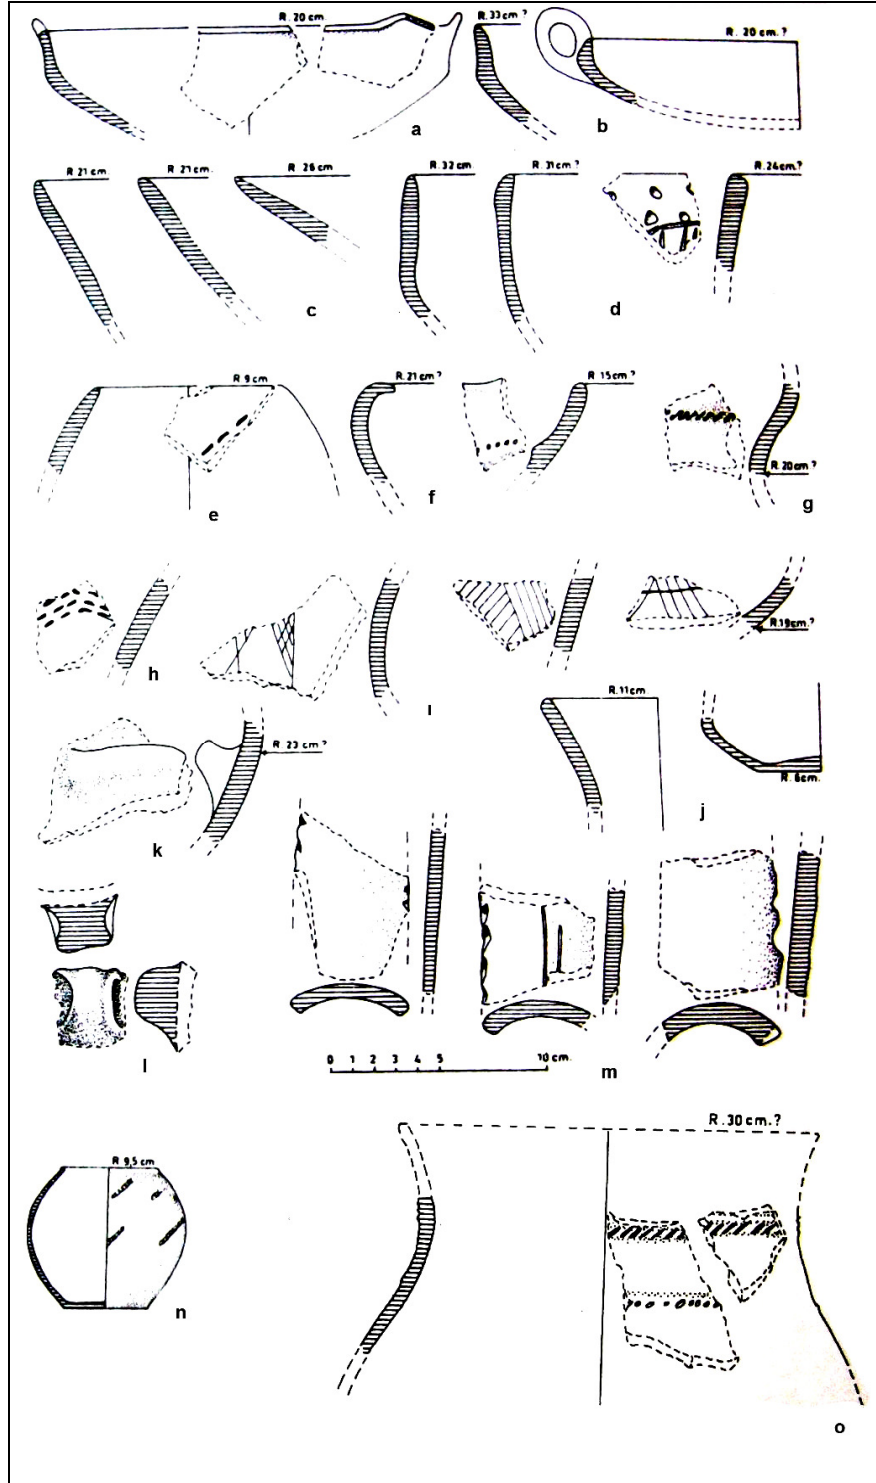 R. 20 cm.
R. 33 cm ?
R. 20 cm. ?
a
b
R. 21 cm.
R. 21 cm.
R. 26 cm
R. 32 cm.
R. 31 cm. ?
R. 24 cm. ?
c
d
R 9 cm.
R. 21 cm ?
R. 15 cm. ?
R. 20 cm ?
e
f
g
R. 19 cm. ?
h
i
R. 11 cm
R. 23 cm ?
R. 6 cm.
j
k
0 1 2 3 4 5 10 cm.
l
m
R. 30 cm. ?
R 9,5 cm
n
o